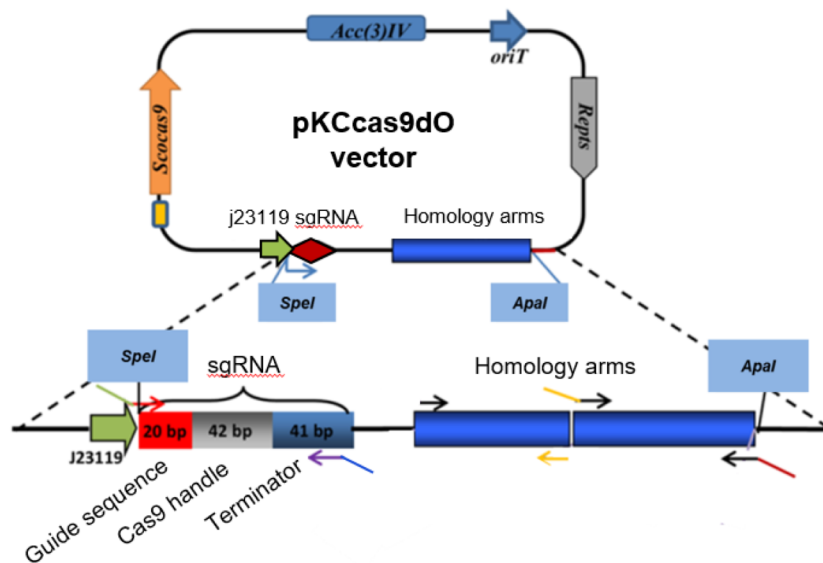 Acc(3)IV
oriT
Scocas9
Repts
pKCcas9dO
vector
j23119 sgRNA
Homology arms
SpeI
ApaI
SpeI
sgRNA
Homology arms
ApaI
20 bp
42 bp
41 bp
J23119
Guide sequence
Cas9 handle
Terminator